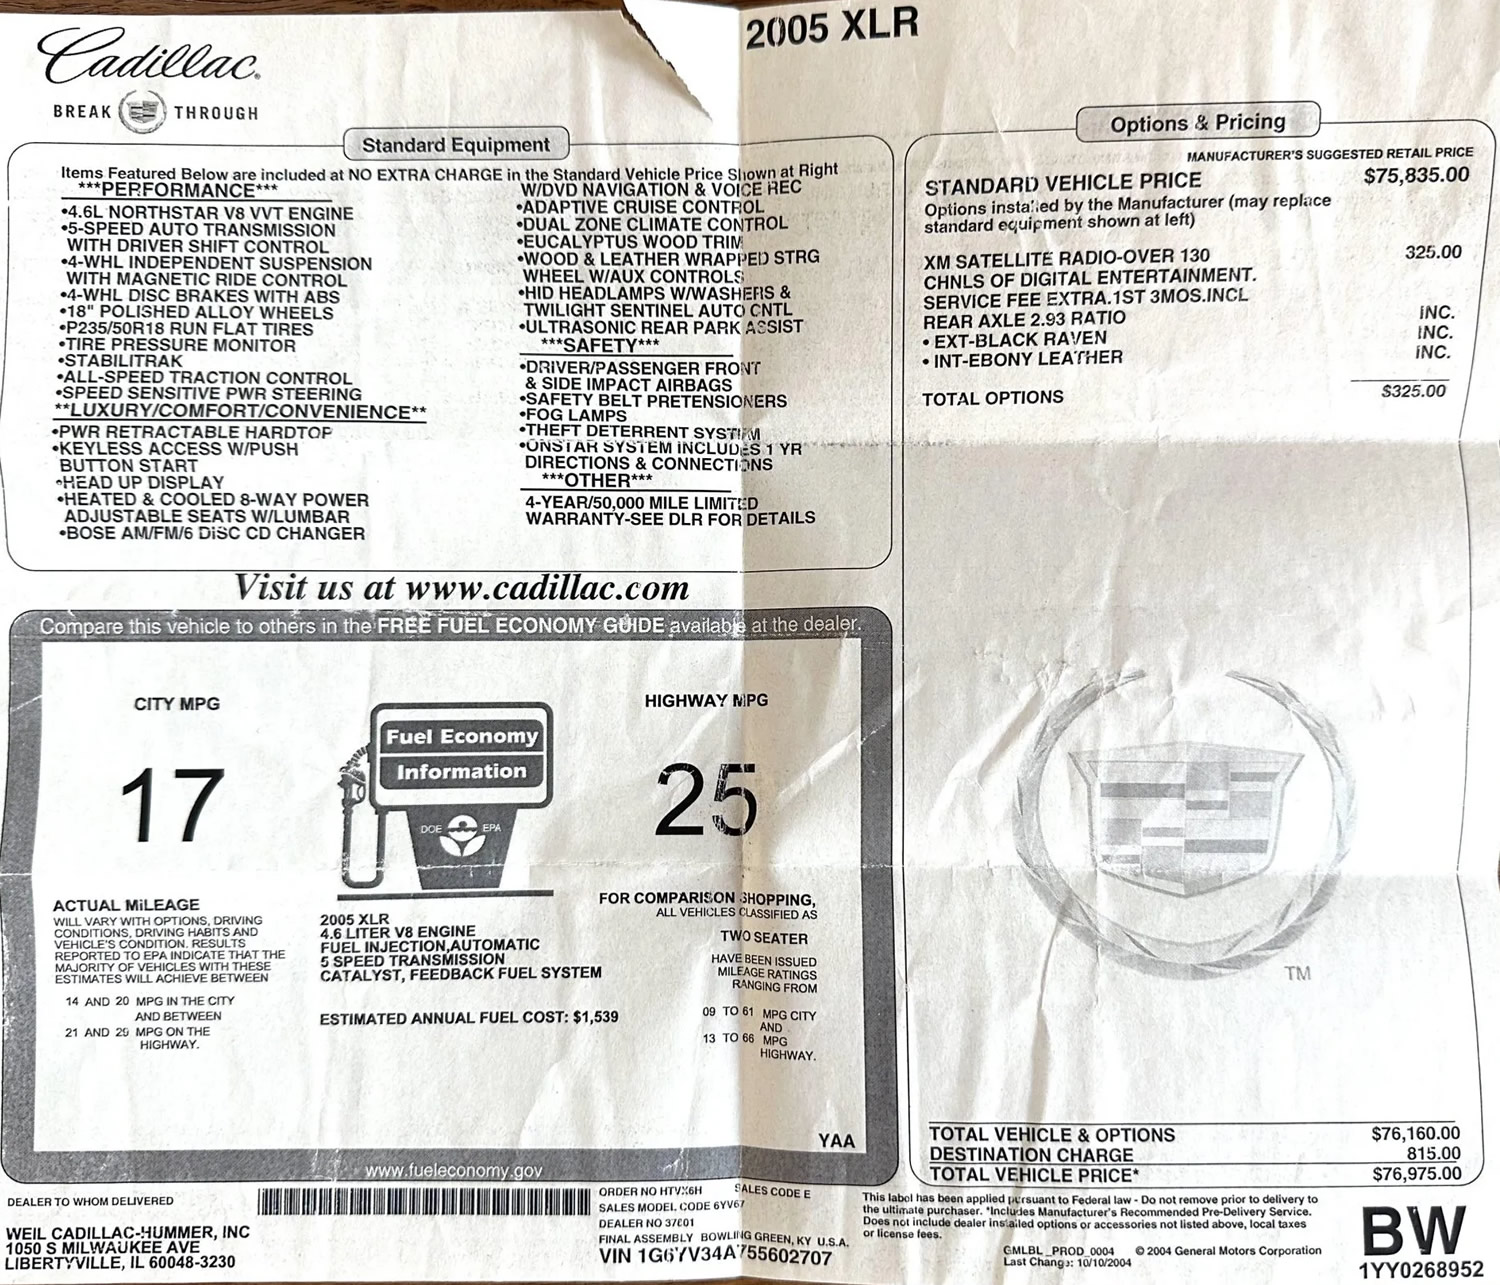 Cadillac®
BREAK THROUGH
2005 XLR
Standard Equipment
Items Featured Below are included at NO EXTRA CHARGE in the Standard Vehicle Price Shown at Right
***PERFORMANCE***
•4.6L NORTHSTAR V8 VVT ENGINE
•5-SPEED AUTO TRANSMISSION
WITH DRIVER SHIFT CONTROL
•4-WHL INDEPENDENT SUSPENSION
WITH MAGNETIC RIDE CONTROL
•4-WHL DISC BRAKES WITH ABS
•18" POLISHED ALLOY WHEELS
•P235/50R18 RUN FLAT TIRES
•TIRE PRESSURE MONITOR
•STABILITRAK
•ALL-SPEED TRACTION CONTROL
•SPEED SENSITIVE PWR STEERING
**LUXURY/COMFORT/CONVENIENCE**
•PWR RETRACTABLE HARDTOP
•KEYLESS ACCESS W/PUSH
BUTTON START
•HEAD UP DISPLAY
•HEATED & COOLED 8-WAY POWER
ADJUSTABLE SEATS W/LUMBAR
•BOSE AM/FM/6 DISC CD CHANGER
W/DVD NAVIGATION & VOICE REC
•ADAPTIVE CRUISE CONTROL
•DUAL ZONE CLIMATE CONTROL
•EUCALYPTUS WOOD TRIM
•WOOD & LEATHER WRAPPED STRG
WHEEL W/AUX CONTROLS
•HID HEADLAMPS W/WASHERS &
TWILIGHT SENTINEL AUTO CNTL
•ULTRASONIC REAR PARK ASSIST
***SAFETY***
•DRIVER/PASSENGER FRONT
& SIDE IMPACT AIRBAGS
•SAFETY BELT PRETENSIONERS
•FOG LAMPS
•THEFT DETERRENT SYSTEM
•ONSTAR SYSTEM INCLUDES 1 YR
DIRECTIONS & CONNECTIONS
***OTHER***
4-YEAR/50,000 MILE LIMITED
WARRANTY-SEE DLR FOR DETAILS
Options & Pricing
MANUFACTURER'S SUGGESTED RETAIL PRICE
STANDARD VEHICLE PRICE $75,835.00
Options installed by the Manufacturer (may replace
standard equipment shown at left)
XM SATELLITE RADIO-OVER 130 325.00
CHNLS OF DIGITAL ENTERTAINMENT.
SERVICE FEE EXTRA.1ST 3MOS.INCL
REAR AXLE 2.93 RATIO INC.
• EXT-BLACK RAVEN INC.
• INT-EBONY LEATHER INC.
TOTAL OPTIONS $325.00
TM
TOTAL VEHICLE & OPTIONS $76,160.00
DESTINATION CHARGE 815.00
TOTAL VEHICLE PRICE* $76,975.00
Visit us at www.cadillac.com
Compare this vehicle to others in the FREE FUEL ECONOMY GUIDE available at the dealer.
CITY MPG
17
Fuel Economy
Information
DOE EPA
HIGHWAY MPG
25
ACTUAL MILEAGE
WILL VARY WITH OPTIONS, DRIVING
CONDITIONS, DRIVING HABITS AND
VEHICLE'S CONDITION. RESULTS
REPORTED TO EPA INDICATE THAT THE
MAJORITY OF VEHICLES WITH THESE
ESTIMATES WILL ACHIEVE BETWEEN
14 AND 20 MPG IN THE CITY
AND BETWEEN
21 AND 29 MPG ON THE
HIGHWAY.
2005 XLR
4.6 LITER V8 ENGINE
FUEL INJECTION,AUTOMATIC
5 SPEED TRANSMISSION
CATALYST, FEEDBACK FUEL SYSTEM
ESTIMATED ANNUAL FUEL COST: $1,539
FOR COMPARISON SHOPPING,
ALL VEHICLES CLASSIFIED AS
TWO SEATER
HAVE BEEN ISSUED
MILEAGE RATINGS
RANGING FROM
09 TO 61 MPG CITY
AND
13 TO 66 MPG
HIGHWAY.
YAA
www.fueleconomy.gov
DEALER TO WHOM DELIVERED
WEIL CADILLAC-HUMMER, INC
1050 S MILWAUKEE AVE
LIBERTYVILLE, IL 60048-3230
ORDER NO HTVX6H SALES CODE E
SALES MODEL CODE 6YV67
DEALER NO 37601
FINAL ASSEMBLY BOWLING GREEN, KY U.S.A.
VIN 1G6YV34A755602707
This label has been applied pursuant to Federal law - Do not remove prior to delivery to
the ultimate purchaser. *Includes Manufacturer's Recommended Pre-Delivery Service.
Does not include dealer installed options or accessories not listed above, local taxes
or license fees.
GMLBL_PROD_0004 © 2004 General Motors Corporation
Last Change: 10/10/2004
BW
1YY0268952